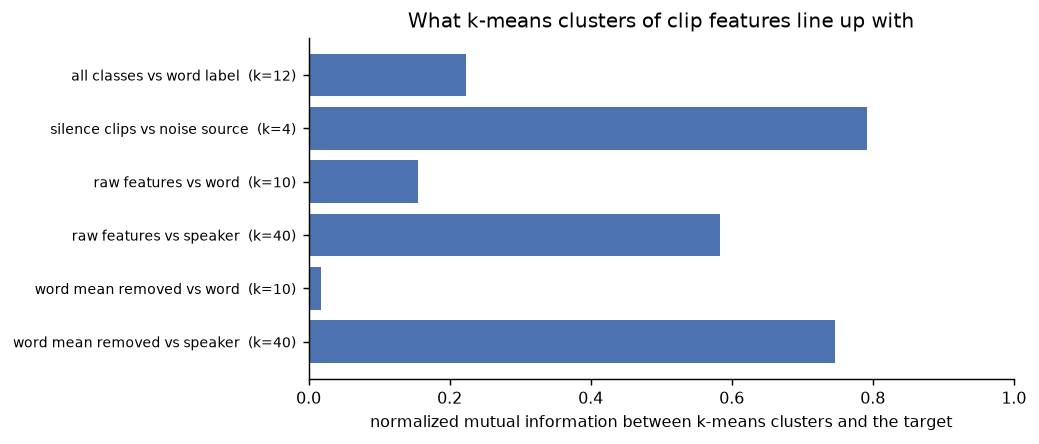 What k-means clusters of clip features line up with
all classes vs word label (k=12)
silence clips vs noise source (k=4)
raw features vs word (k=10)
raw features vs speaker (k=40)
word mean removed vs word (k=10)
word mean removed vs speaker (k=40)
0.0 0.2 0.4 0.6 0.8 1.0
normalized mutual information between k-means clusters and the target